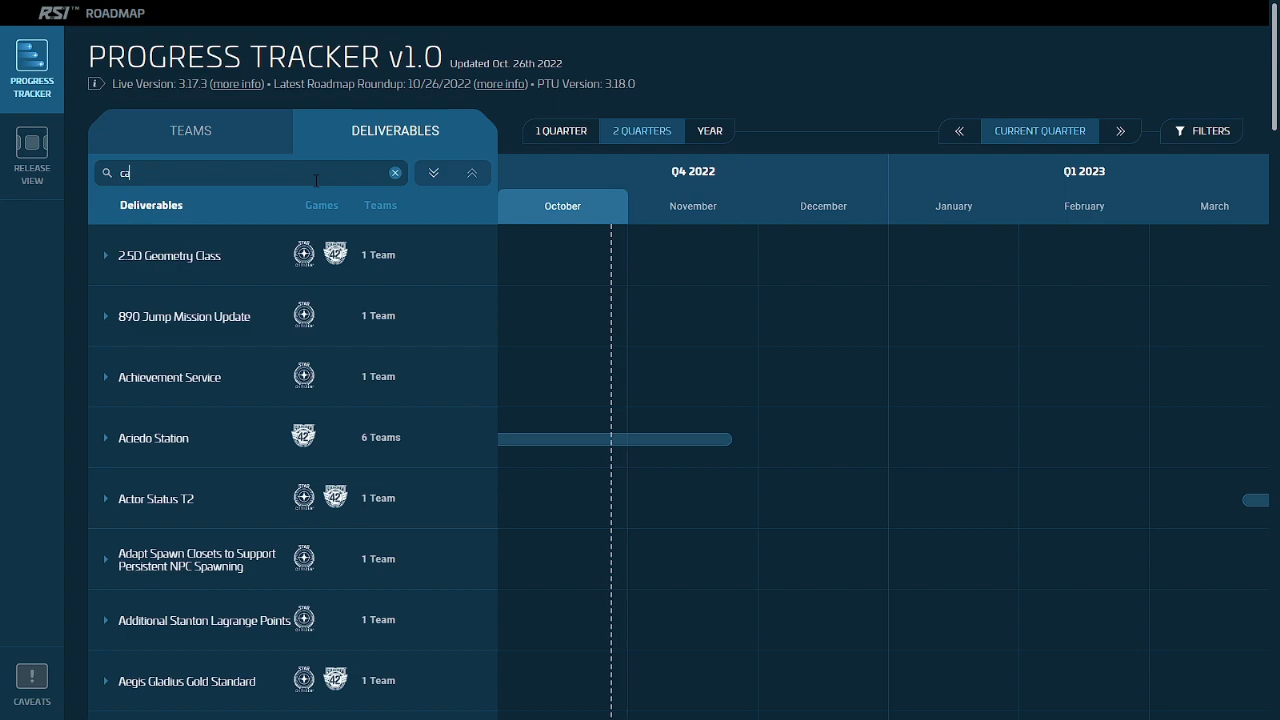 RSI™ ROADMAP
PROGRESS TRACKER
RELEASE VIEW
CAVEATS
PROGRESS TRACKER v1.0 Updated Oct. 26th 2022
Live Version: 3.17.3 (more info) • Latest Roadmap Roundup: 10/26/2022 (more info) • PTU Version: 3.18.0
TEAMS DELIVERABLES
1 QUARTER 2 QUARTERS YEAR CURRENT QUARTER FILTERS
ca
Q4 2022 Q1 2023
Deliverables Games Teams October November December January February March
2.5D Geometry Class 1 Team
890 Jump Mission Update 1 Team
Achievement Service 1 Team
Aciedo Station 6 Teams
Actor Status T2 1 Team
Adapt Spawn Closets to Support
Persistent NPC Spawning 1 Team
Additional Stanton Lagrange Points 1 Team
Aegis Gladius Gold Standard 1 Team